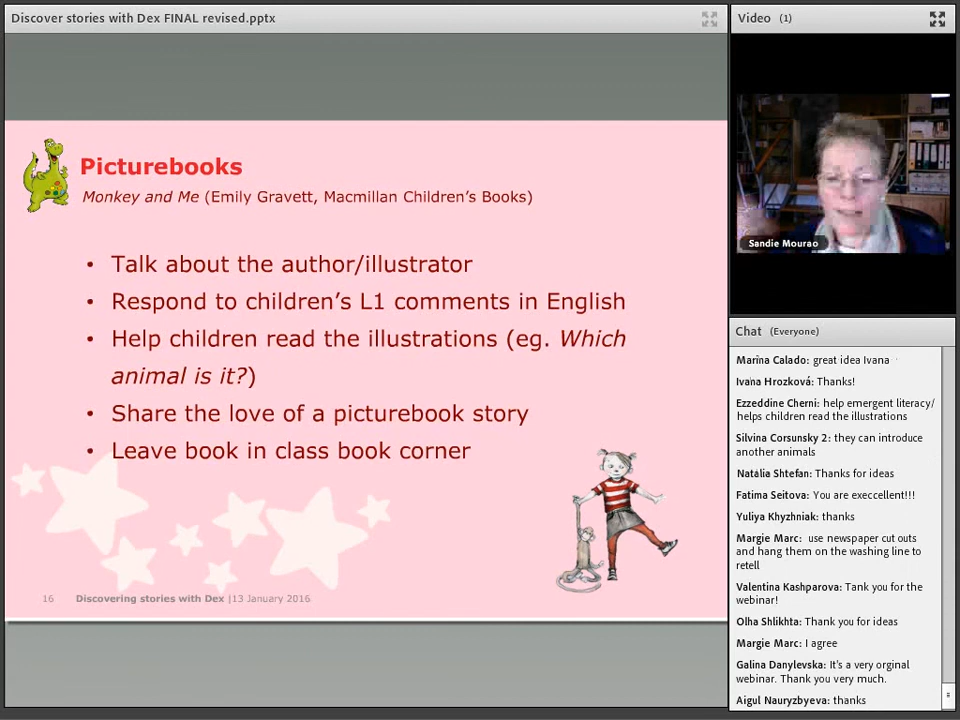 Discover stories with Dex FINAL revised.pptx
Picturebooks
Monkey and Me (Emily Gravett, Macmillan Children's Books)
• Talk about the author/illustrator
• Respond to children's L1 comments in English
• Help children read the illustrations (eg. Which
animal is it?)
• Share the love of a picturebook story
• Leave book in class book corner
16 Discovering stories with Dex |13 January 2016
Video (1)
Sandie Mourao
Chat (Everyone)
Marina Calado: great idea Ivana
Ivana Hrozková: Thanks!
Ezzeddine Cherni: help emergent literacy/
helps children read the illustrations
Silvina Corsunsky 2: they can introduce
another animals
Natalia Shtefan: Thanks for ideas
Fatima Seitova: You are execcellent!!!
Yuliya Khyzhniak: thanks
Margie Marc: use newspaper cut outs
and hang them on the washing line to
retell
Valentina Kashparova: Tank you for the
webinar!
Olha Shlikhta: Thank you for ideas
Margie Marc: I agree
Galina Danylevska: It's a very orginal
webinar. Thank you very much.
Aigul Nauryzbyeva: thanks